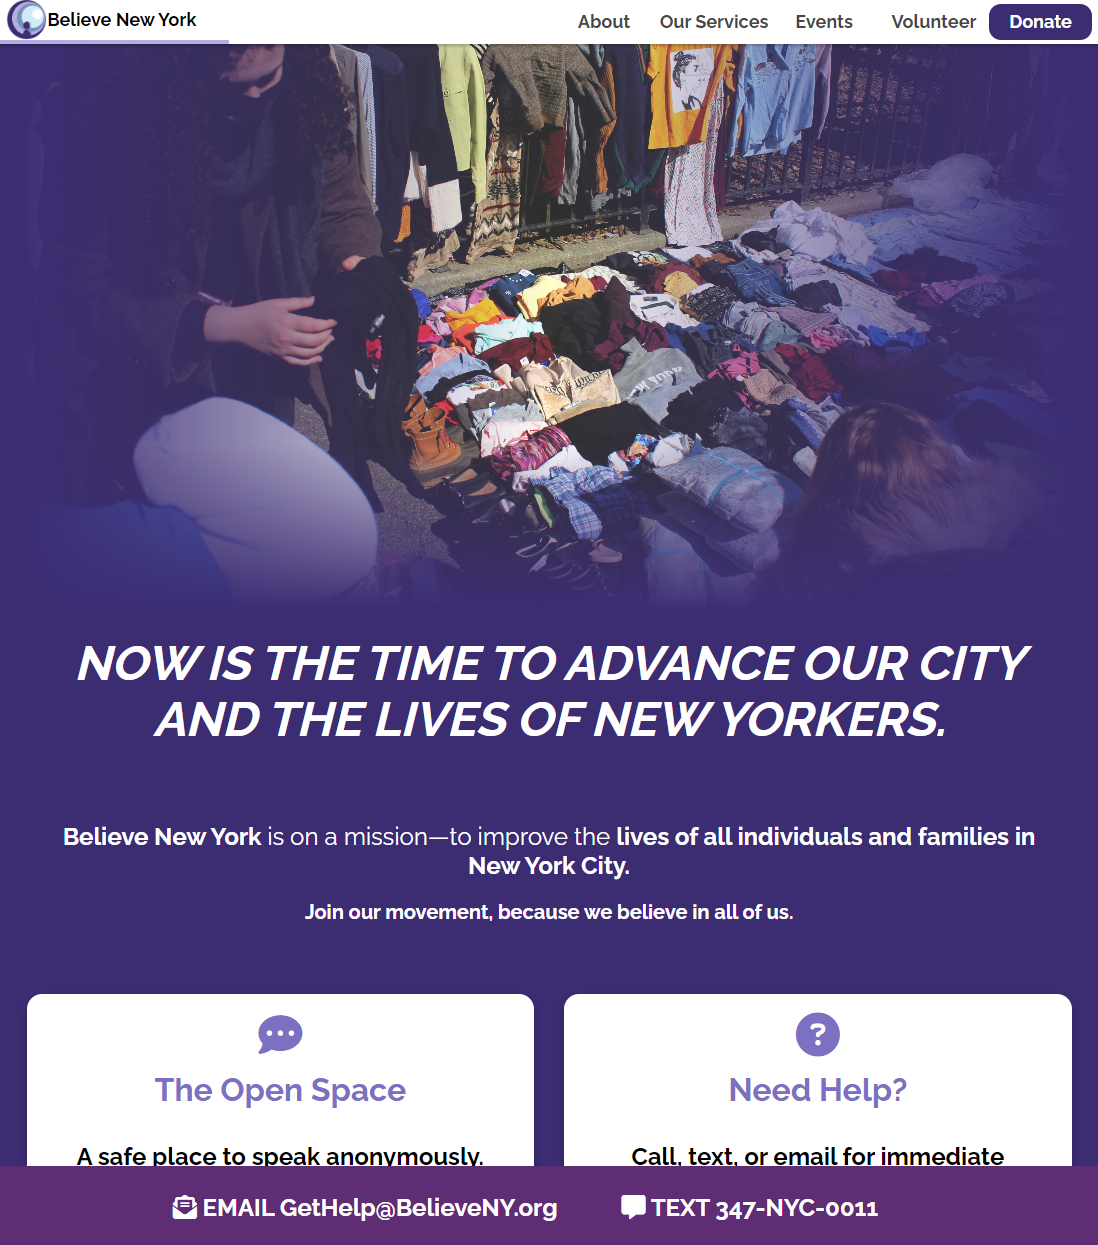 Believe New York
About Our Services Events Volunteer Donate
NOW IS THE TIME TO ADVANCE OUR CITY
AND THE LIVES OF NEW YORKERS.
Believe New York is on a mission—to improve the lives of all individuals and families in
New York City.
Join our movement, because we believe in all of us.
The Open Space
A safe place to speak anonymously.
Need Help?
Call, text, or email for immediate
EMAIL GetHelp@BelieveNY.org
TEXT 347-NYC-0011